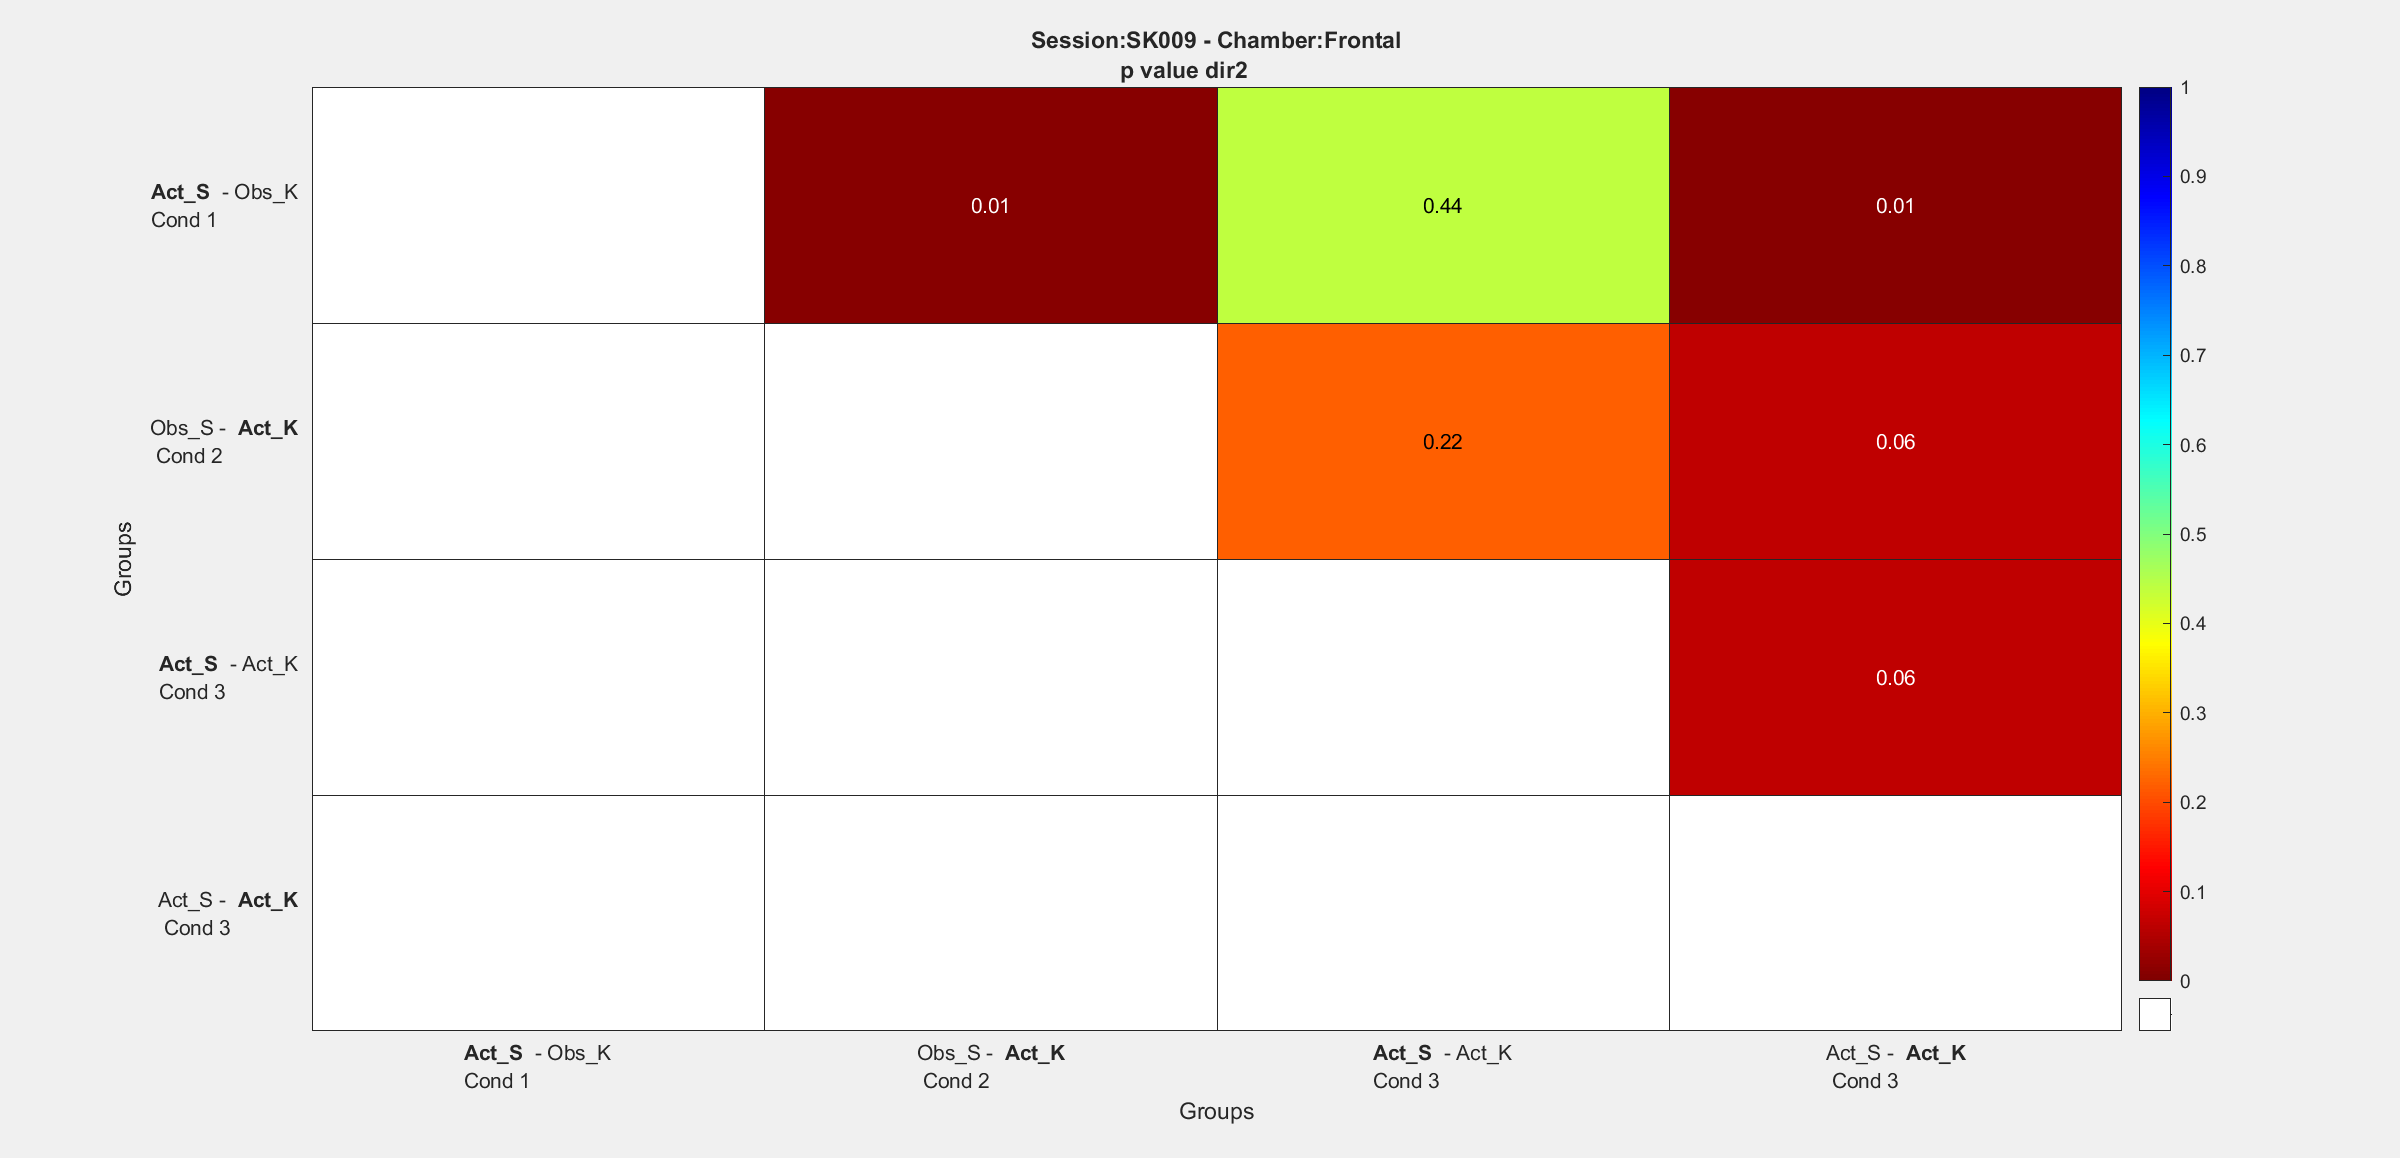 Session:SK009 - Chamber:Frontal
p value dir2
Act_S - Obs_K
Cond 1
0.01
0.44
0.01
Obs_S - Act_K
Cond 2
0.22
0.06
Act_S - Act_K
Cond 3
0.06
Act_S - Act_K
Cond 3
Groups
Act_S - Obs_K
Cond 1
Obs_S - Act_K
Cond 2
Act_S - Act_K
Cond 3
Act_S - Act_K
Cond 3
Groups
1
0.9
0.8
0.7
0.6
0.5
0.4
0.3
0.2
0.1
0